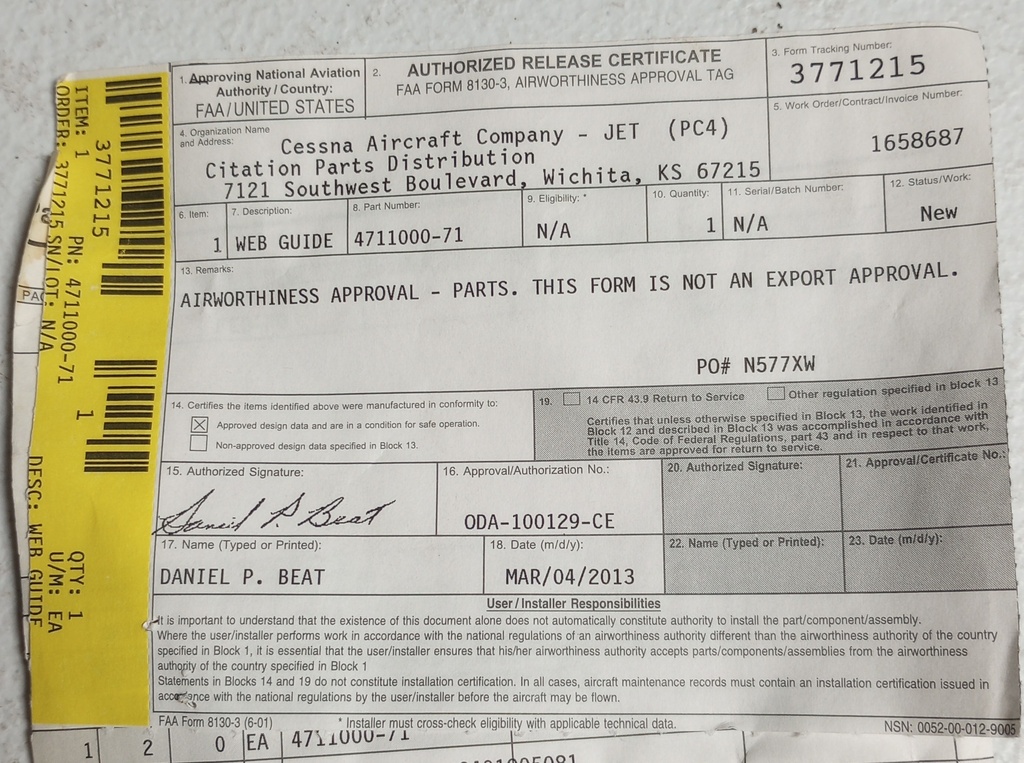 1. Approving National Aviation
Authority / Country:
FAA/UNITED STATES
2.
AUTHORIZED RELEASE CERTIFICATE
FAA FORM 8130-3, AIRWORTHINESS APPROVAL TAG
3. Form Tracking Number:
3771215
4. Organization Name
and Address:
Cessna Aircraft Company - JET (PC4)
Citation Parts Distribution
7121 Southwest Boulevard, Wichita, KS 67215
5. Work Order/Contract/Invoice Number:
1658687
6. Item:
1
7. Description:
WEB GUIDE
8. Part Number:
4711000-71
9. Eligibility: *
N/A
10. Quantity:
1
11. Serial/Batch Number:
N/A
12. Status/Work:
New
13. Remarks:
AIRWORTHINESS APPROVAL - PARTS. THIS FORM IS NOT AN EXPORT APPROVAL.
PO# N577XW
14. Certifies the items identified above were manufactured in conformity to:
Approved design data and are in a condition for safe operation.
Non-approved design data specified in Block 13.
19. 14 CFR 43.9 Return to Service Other regulation specified in block 13
Certifies that unless otherwise specified in Block 13, the work identified in
Block 12 and described in Block 13 was accomplished in accordance with
Title 14, Code of Federal Regulations, part 43 and in respect to that work,
the items are approved for return to service.
15. Authorized Signature:
Daniel P. Beat
16. Approval/Authorization No.:
ODA-100129-CE
20. Authorized Signature:
21. Approval/Certificate No.:
17. Name (Typed or Printed):
DANIEL P. BEAT
18. Date (m/d/y):
MAR/04/2013
22. Name (Typed or Printed):
23. Date (m/d/y):
User/Installer Responsibilities
It is important to understand that the existence of this document alone does not automatically constitute authority to install the part/component/assembly.
Where the user/installer performs work in accordance with the national regulations of an airworthiness authority different than the airworthiness authority of the country
specified in Block 1, it is essential that the user/installer ensures that his/her airworthiness authority accepts parts/components/assemblies from the airworthiness
authority of the country specified in Block 1
Statements in Blocks 14 and 19 do not constitute installation certification. In all cases, aircraft maintenance records must contain an installation certification issued in
accordance with the national regulations by the user/installer before the aircraft may be flown.
FAA Form 8130-3 (6-01)
* Installer must cross-check eligibility with applicable technical data.
NSN: 0052-00-012-9005
3771215
1
ITEM: 1 PN: 4711000-71 QTY: 1
ORDER: 3771215 SN/LOT: N/A U/M: EA
DESC: WEB GUIDE
PAG
1 2 0 EA 4711000-71